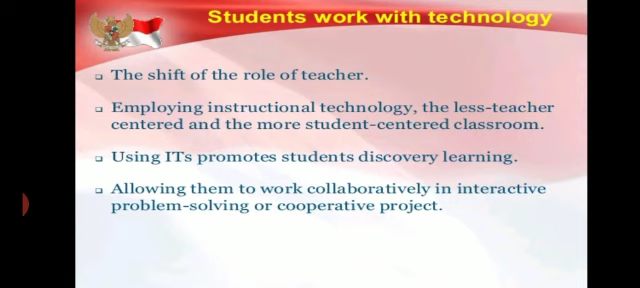 Students work with technology
The shift of the role of teacher.
Employing instructional technology, the less-teacher
centered and the more student-centered classroom.
Using ITs promotes students discovery learning.
Allowing them to work collaboratively in interactive
problem-solving or cooperative project.